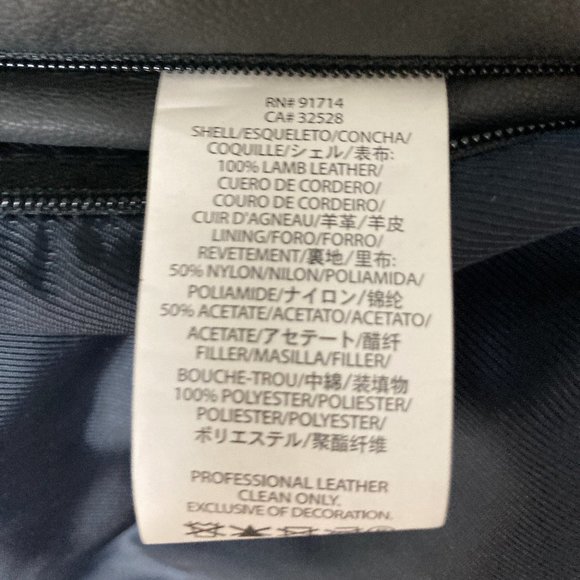 RN# 91714
CA# 32528
SHELL/ESQUELETO/CONCHA/
COQUILLE/シェル/表布:
100% LAMB LEATHER/
CUERO DE CORDERO/
COURO DE CORDEIRO/
CUIR D'AGNEAU/羊革/羊皮
LINING/FORO/FORRO/
REVETEMENT/裏地/里布:
50% NYLON/NILON/POLIAMIDA/
POLIAMIDE/ナイロン/锦纶
50% ACETATE/ACETATO/ACETATO/
ACETATE/アセテート/醋纤
FILLER/MASILLA/FILLER/
BOUCHE-TROU/中綿/装填物
100% POLYESTER/POLIESTER/
POLIESTER/POLYESTER/
ポリエステル/聚酯纤维
PROFESSIONAL LEATHER
CLEAN ONLY.
EXCLUSIVE OF DECORATION.